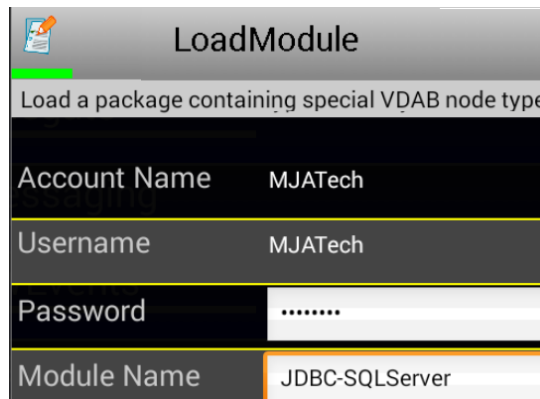 LoadModule
Load a package containing special VDAB node type
Account Name MJATech
Username MJATech
Password ........
Module Name JDBC-SQLServer